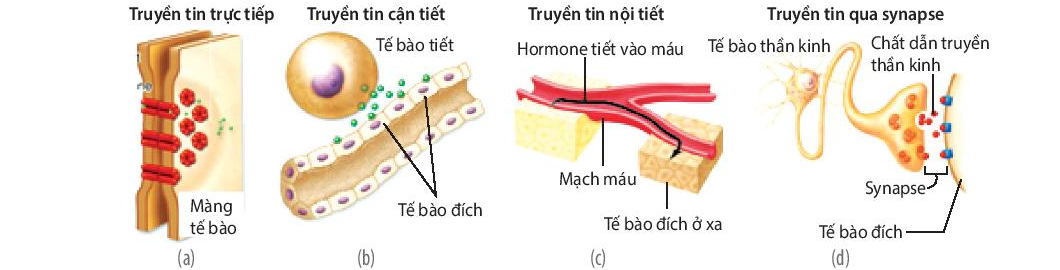 Truyền tin trực tiếp
Màng
tế bào
(a)
Truyền tin cận tiết
Tế bào tiết
Tế bào đích
(b)
Truyền tin nội tiết
Hormone tiết vào máu
Mạch máu
Tế bào đích ở xa
(c)
Truyền tin qua synapse
Tế bào thần kinh
Chất dẫn truyền
thần kinh
Synapse
Tế bào đích
(d)